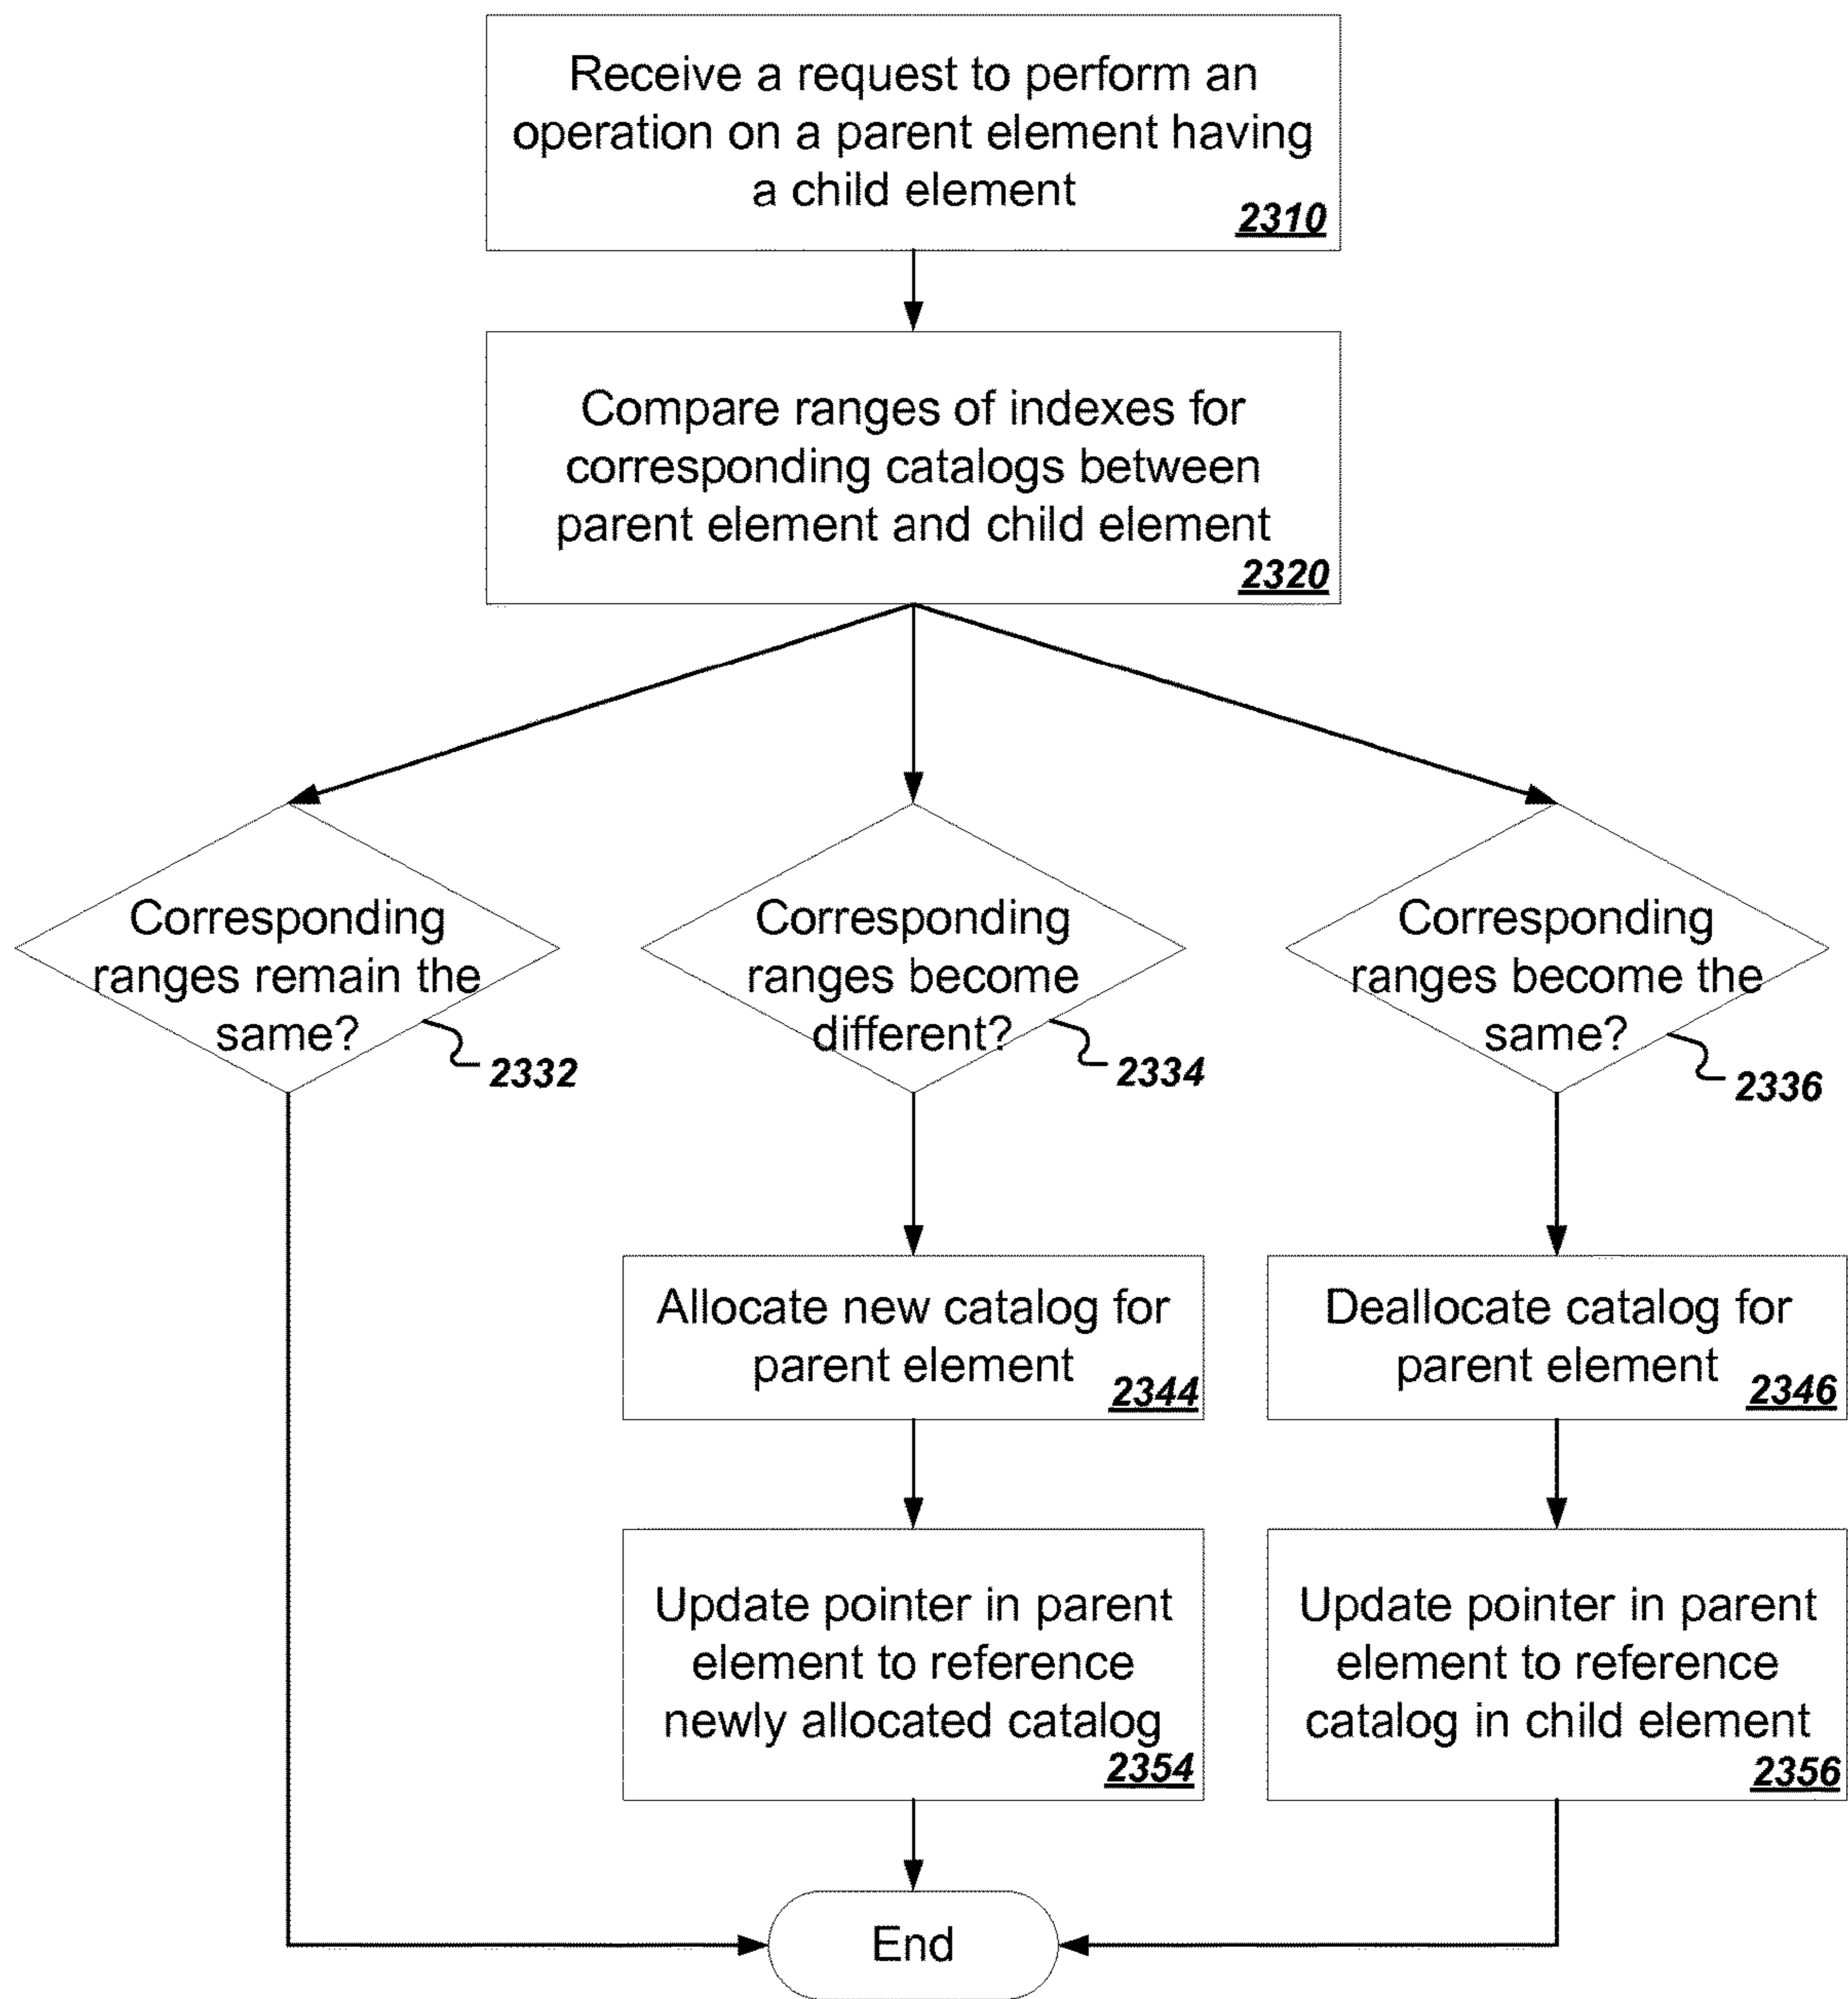 Receive a request to perform an
operation on a parent element having
a child element
2310
Compare ranges of indexes for
corresponding catalogs between
parent element and child element
2320
Corresponding
ranges remain the
same?
2332
Corresponding
ranges become
different?
2334
Corresponding
ranges become the
same?
2336
Allocate new catalog for
parent element
2344
Deallocate catalog for
parent element
2346
Update pointer in parent
element to reference
newly allocated catalog
2354
Update pointer in parent
element to reference
catalog in child element
2356
End